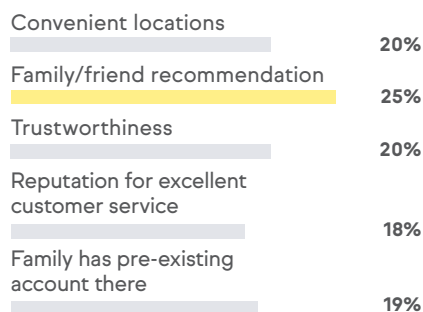 Convenient locations
20%
Family/friend recommendation
25%
Trustworthiness
20%
Reputation for excellent
customer service
18%
Family has pre-existing
account there
19%